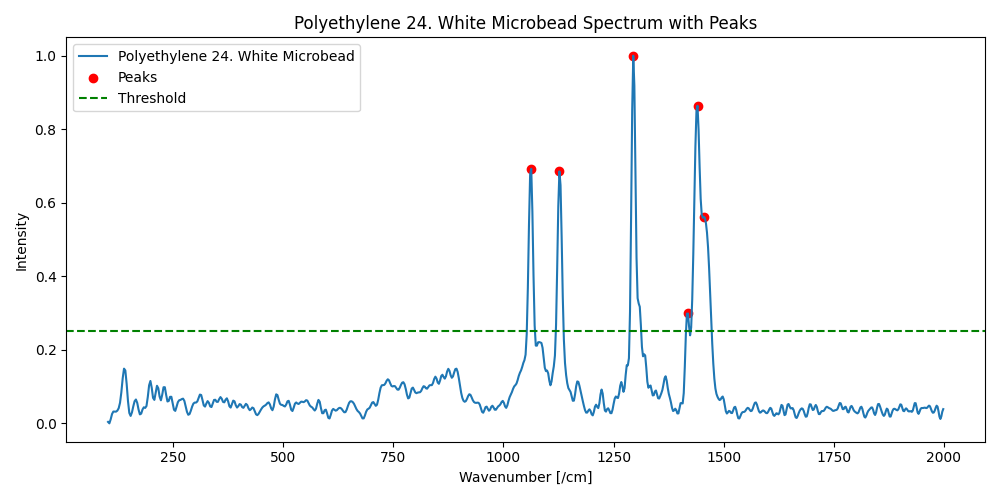 Polyethylene 24. White Microbead Spectrum with Peaks
Polyethylene 24. White Microbead
Peaks
Threshold
Intensity
1.0
0.8
0.6
0.4
0.2
0.0
250 500 750 1000 1250 1500 1750 2000
Wavenumber [/cm]